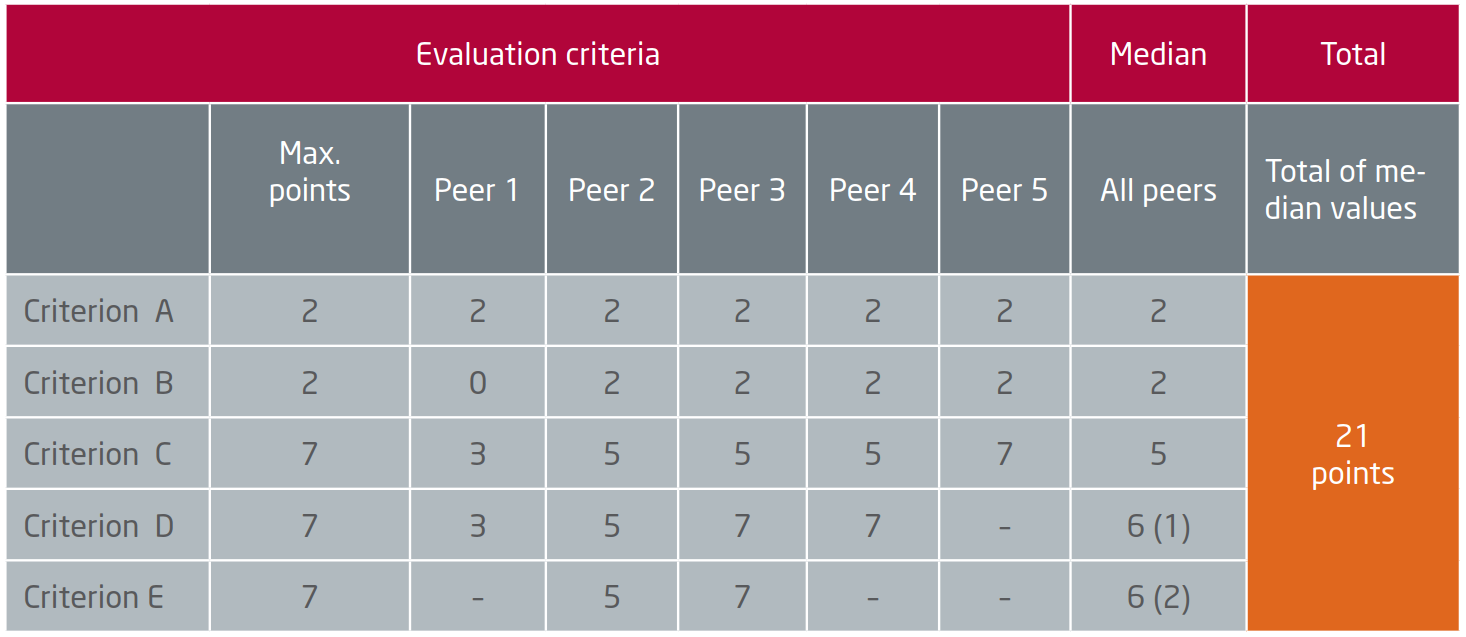 Evaluation criteria Median Total
Max. points Peer 1 Peer 2 Peer 3 Peer 4 Peer 5 All peers Total of me-
dian values
Criterion A 2 2 2 2 2 2 2
Criterion B 2 0 2 2 2 2 2
Criterion C 7 3 5 5 5 7 5
21
points
Criterion D 7 3 5 7 7 – 6 (1)
Criterion E 7 – 5 7 – – 6 (2)